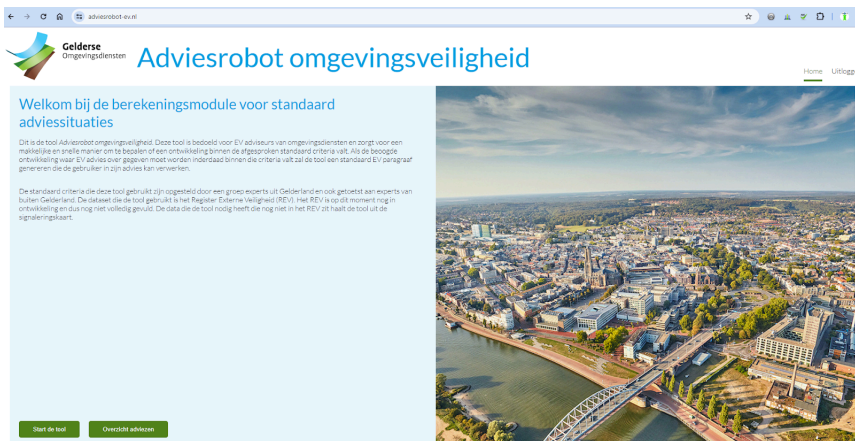 adviesrobot-ev.nl
Gelderse
Omgevingsdiensten
Adviesrobot omgevingsveiligheid
Home Uitlogg
Welkom bij de berekeningsmodule voor standaard
adviessituaties
Dit is de tool Adviesrobot omgevingsveiligheid. Deze tool is bedoeld voor EV adviseurs van omgevingsdiensten en zorgt voor een
makkelijke en snelle manier om te bepalen of een ontwikkeling binnen de afgesproken standaard criteria valt. Als de beoogde
ontwikkeling waar EV advies over gegeven moet worden inderdaad binnen die criteria valt zal de tool een standaard EV paragraaf
genereren die de gebruiker in zijn advies kan verwerken.
De standaard criteria die deze tool gebruikt zijn opgesteld door een groep experts uit Gelderland en ook getoetst aan experts van
buiten Gelderland. De dataset die de tool gebruikt is het Register Externe Veiligheid (REV). Het REV is op dit moment nog in
ontwikkeling en dus nog niet volledig gevuld. De data die de tool nodig heeft die nog niet in het REV zit haalt de tool uit de
signaleringskaart.
Start de tool Overzicht adviezen